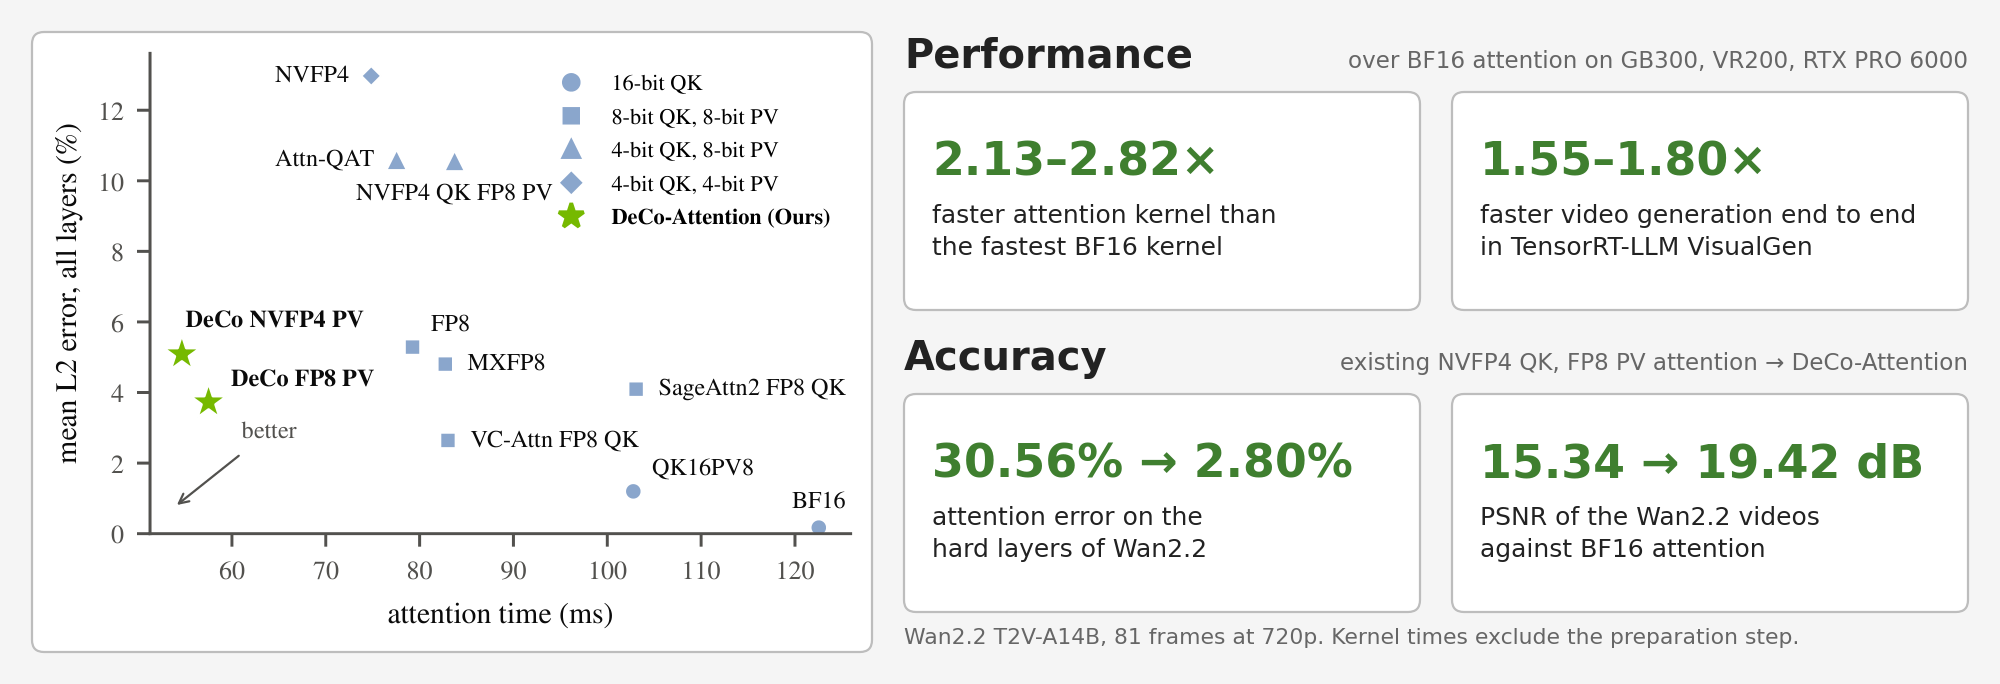 NVFP4
Attn-QAT
NVFP4 QK FP8 PV
16-bit QK
8-bit QK, 8-bit PV
4-bit QK, 8-bit PV
4-bit QK, 4-bit PV
DeCo-Attention (Ours)
DeCo NVFP4 PV
DeCo FP8 PV
better
FP8
MXFP8
SageAttn2 FP8 QK
VC-Attn FP8 QK
QK16PV8
BF16
mean L2 error, all layers (%)
12
10
8
6
4
2
0
60 70 80 90 100 110 120
attention time (ms)
Performance
over BF16 attention on GB300, VR200, RTX PRO 6000
2.13–2.82×
faster attention kernel than
the fastest BF16 kernel
1.55–1.80×
faster video generation end to end
in TensorRT-LLM VisualGen
Accuracy
existing NVFP4 QK, FP8 PV attention → DeCo-Attention
30.56% → 2.80%
attention error on the
hard layers of Wan2.2
15.34 → 19.42 dB
PSNR of the Wan2.2 videos
against BF16 attention
Wan2.2 T2V-A14B, 81 frames at 720p. Kernel times exclude the preparation step.